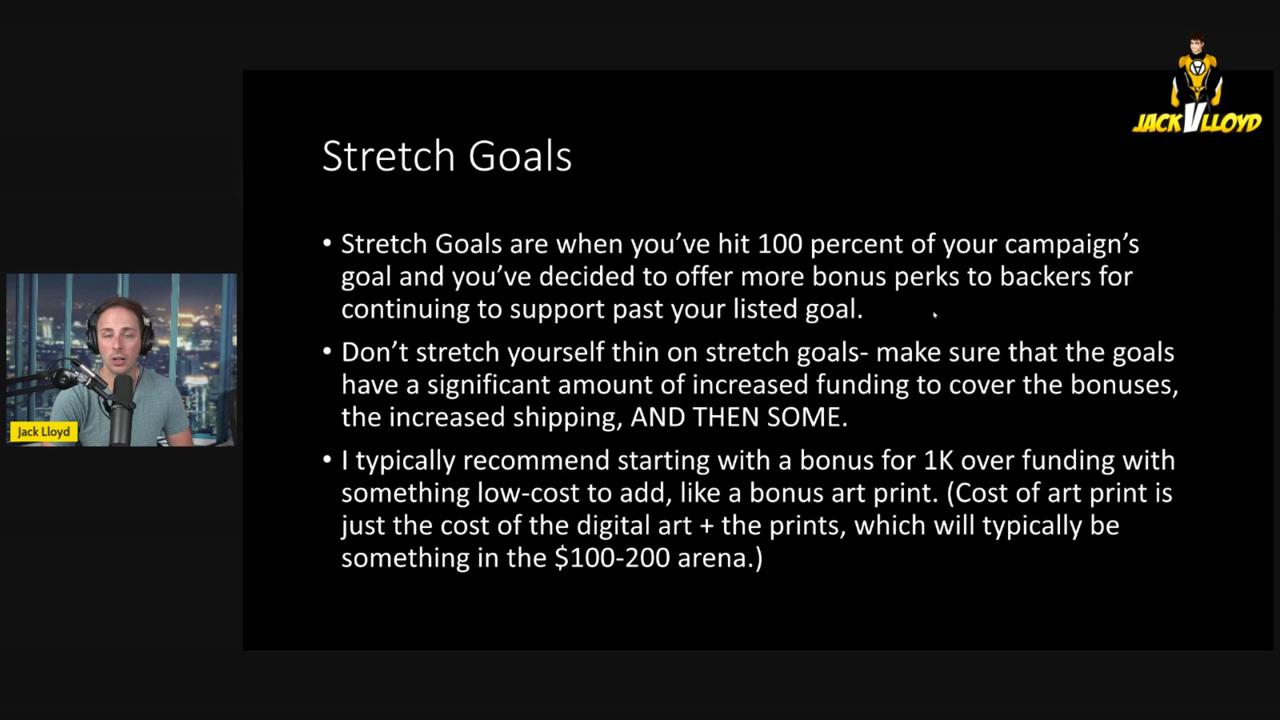 JACK V LLOYD
Stretch Goals
• Stretch Goals are when you’ve hit 100 percent of your campaign’s
goal and you’ve decided to offer more bonus perks to backers for
continuing to support past your listed goal.
• Don’t stretch yourself thin on stretch goals- make sure that the goals
have a significant amount of increased funding to cover the bonuses,
the increased shipping, AND THEN SOME.
• I typically recommend starting with a bonus for 1K over funding with
something low-cost to add, like a bonus art print. (Cost of art print is
just the cost of the digital art + the prints, which will typically be
something in the $100-200 arena.)
Jack Lloyd